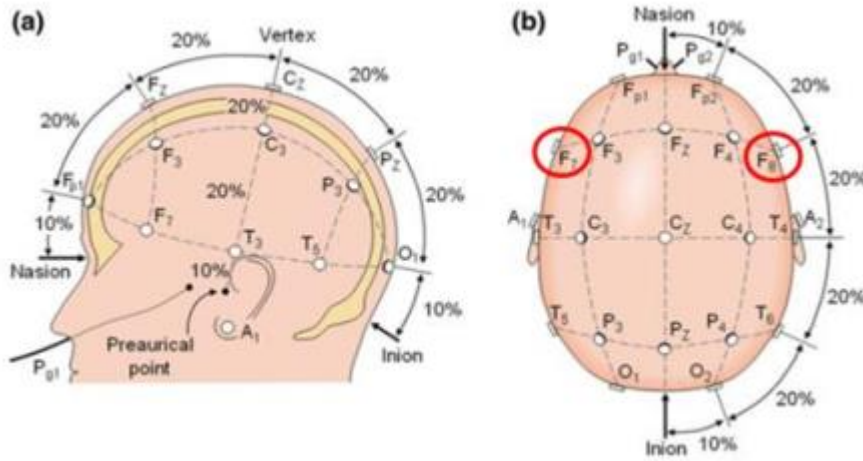 (a)
20%
Vertex
20%
Fz
Cz
20%
20%
Pz
F3
C3
20%
P3
20%
Fp1
10%
F7
T3
T5
O1
Nasion
10%
10%
A1
Preaurical
point
Inion
Pg1
(b)
Nasion
10%
Pg1
Pg2
20%
Fp1
Fp2
F7
F3
Fz
F4
F8
20%
A1
T3
C3
Cz
C4
T4
A2
T5
P3
Pz
P4
T6
20%
O1
O2
20%
Inion
10%